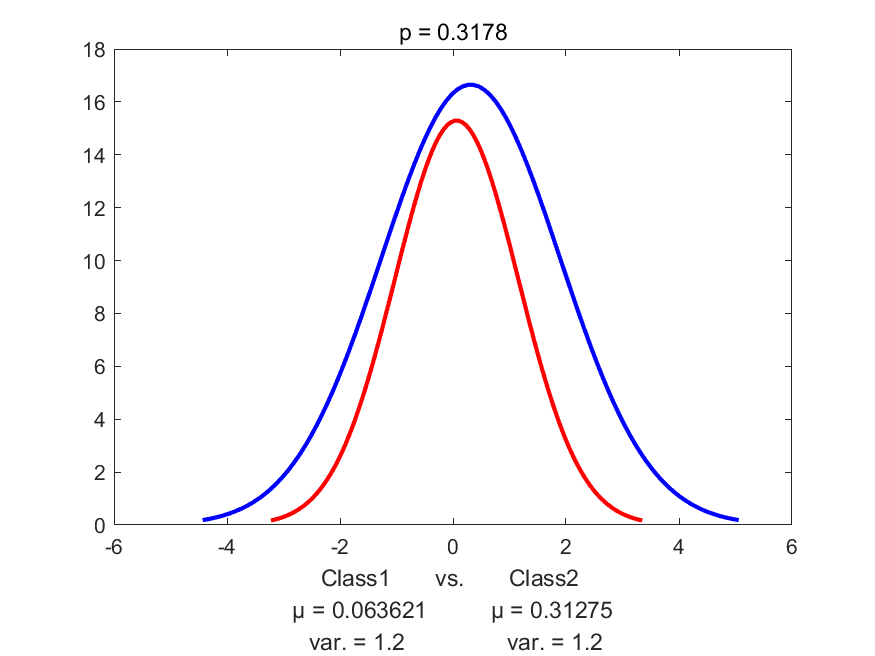 p = 0.3178
18
16
14
12
10
8
6
4
2
0
-6 -4 -2 0 2 4 6
Class1 vs. Class2
μ = 0.063621 μ = 0.31275
var. = 1.2 var. = 1.2